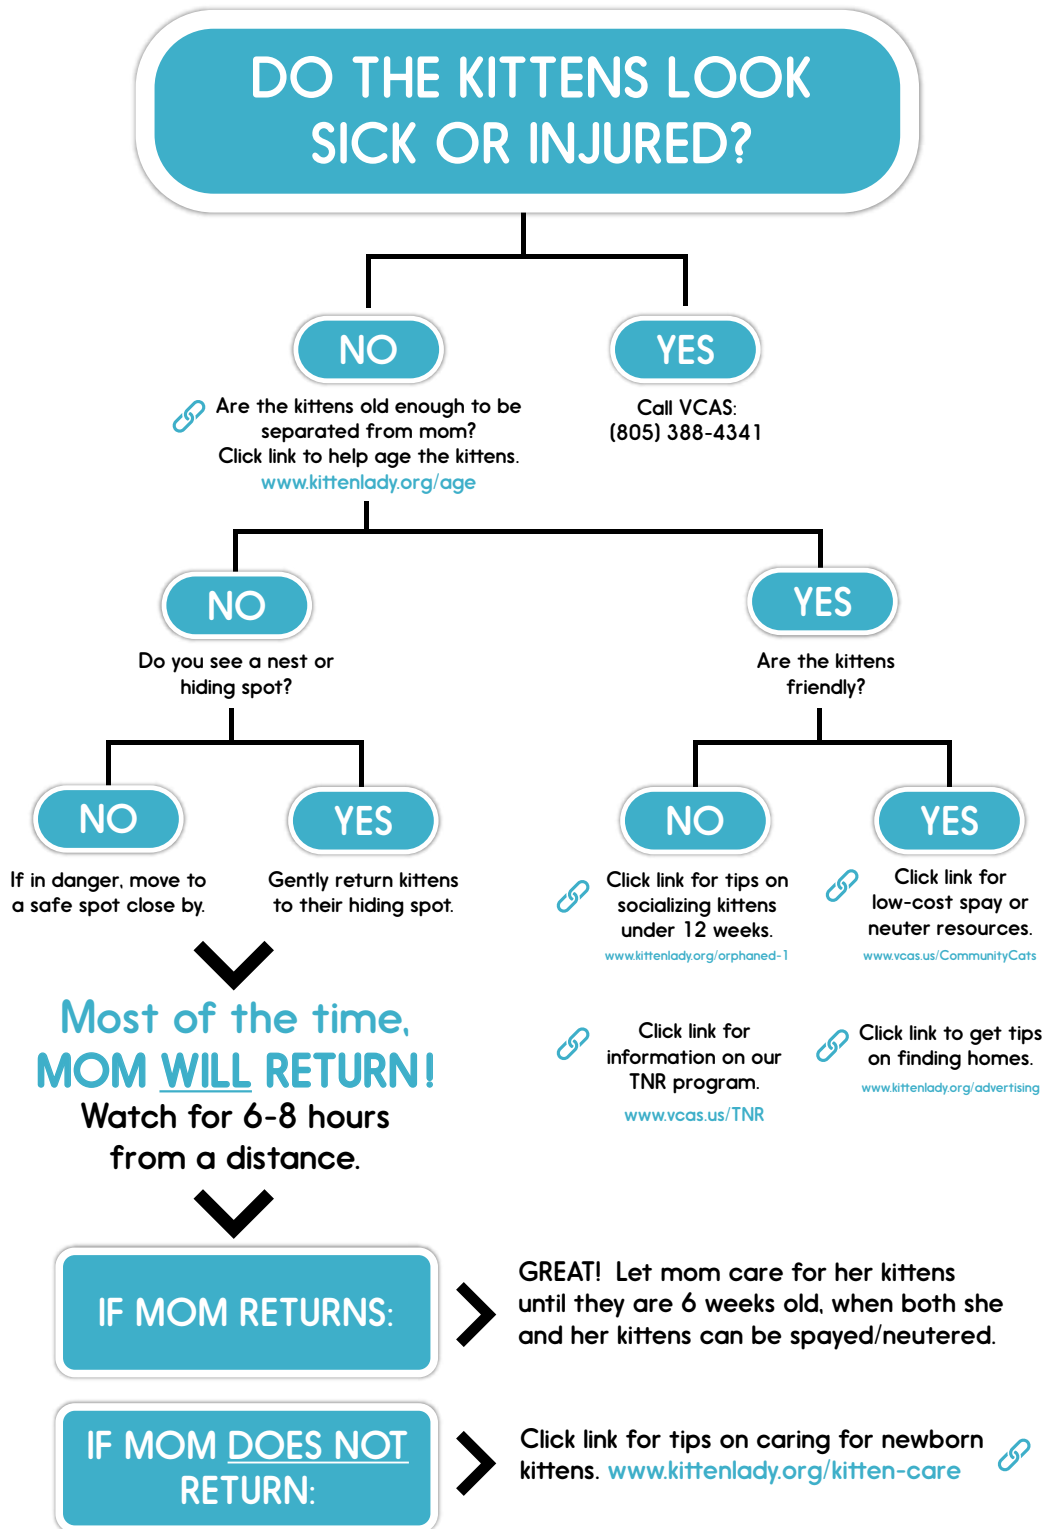 DO THE KITTENS LOOK
SICK OR INJURED?
NO
Are the kittens old enough to be
separated from mom?
Click link to help age the kittens.
www.kittenlady.org/age
YES
Call VCAS:
(805) 388-4341
NO
Do you see a nest or
hiding spot?
YES
Are the kittens
friendly?
NO
If in danger, move to
a safe spot close by.
YES
Gently return kittens
to their hiding spot.
NO
Click link for tips on
socializing kittens
under 12 weeks.
www.kittenlady.org/orphaned-1
Click link for
information on our
TNR program.
www.vcas.us/TNR
YES
Click link for
low-cost spay or
neuter resources.
www.vcas.us/CommunityCats
Click link to get tips
on finding homes.
www.kittenlady.org/advertising
Most of the time,
MOM WILL RETURN!
Watch for 6-8 hours
from a distance.
IF MOM RETURNS:
GREAT! Let mom care for her kittens
until they are 6 weeks old, when both she
and her kittens can be spayed/neutered.
IF MOM DOES NOT
RETURN:
Click link for tips on caring for newborn
kittens. www.kittenlady.org/kitten-care